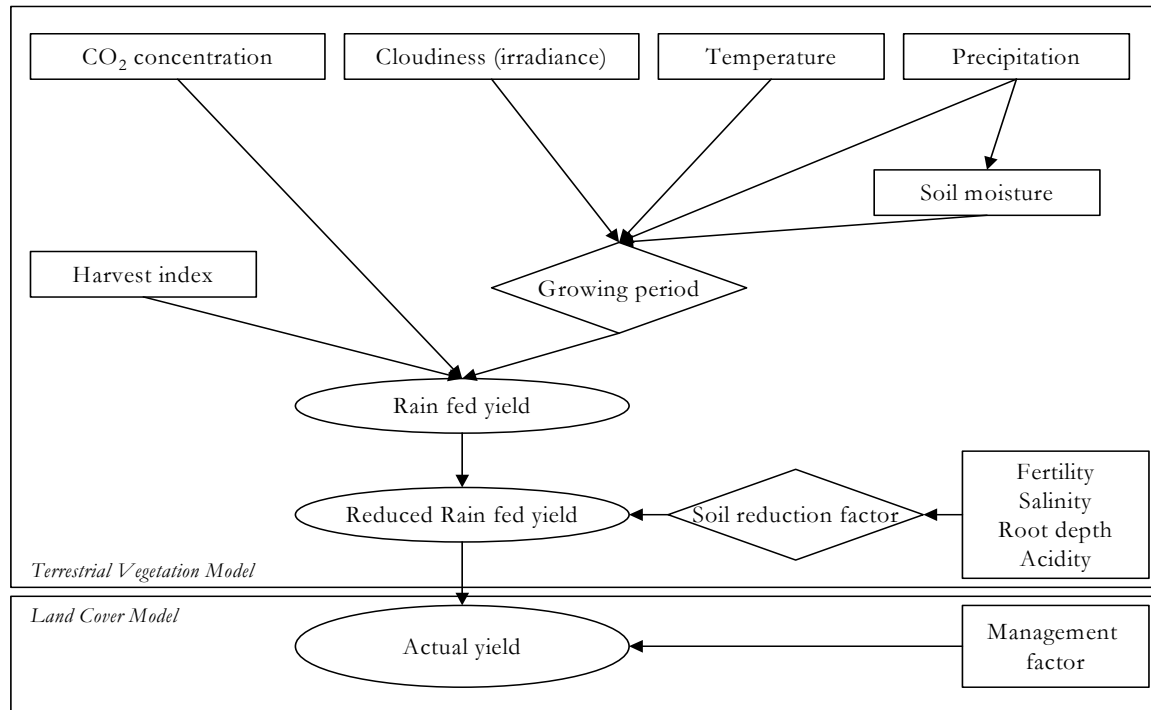 CO₂ concentration
Cloudiness (irradiance)
Temperature
Precipitation
Soil moisture
Harvest index
Growing period
Rain fed yield
Reduced Rain fed yield
Soil reduction factor
Fertility
Salinity
Root depth
Acidity
Terrestrial Vegetation Model
Land Cover Model
Actual yield
Management
factor